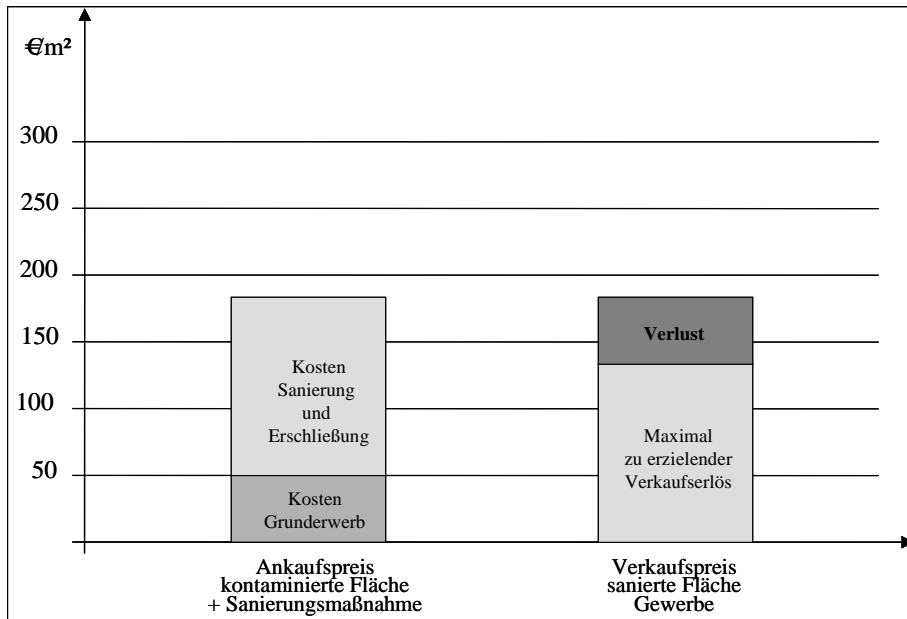 €/m²
300
250
200
150
100
50
Kosten
Sanierung
und
Erschließung
Kosten
Grunderwerb
Verlust
Maximal
zu erzielender
Verkaufserlös
Ankaufspreis
kontaminierte Fläche
+ Sanierungsmaßnahme
Verkaufspreis
sanierte Fläche
Gewerbe